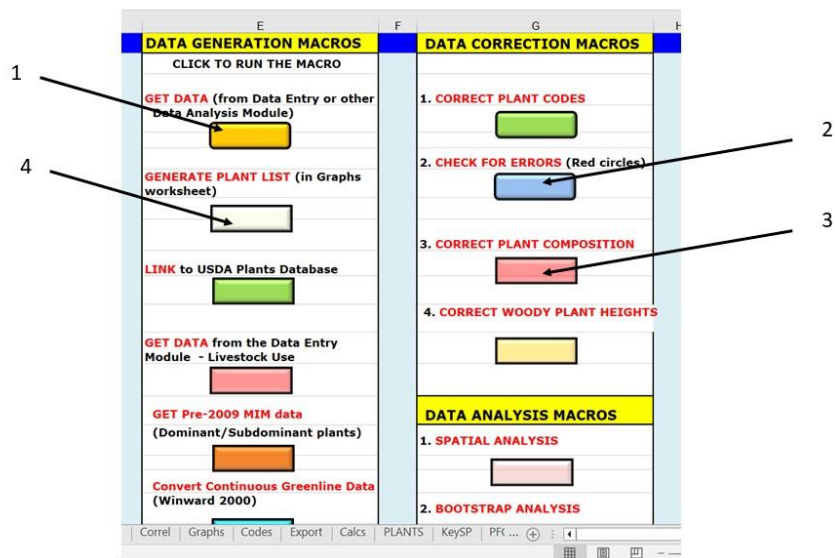 E
F
G
DATA GENERATION MACROS
CLICK TO RUN THE MACRO
GET DATA (from Data Entry or other
Data Analysis Module)
GENERATE PLANT LIST (in Graphs
worksheet)
LINK to USDA Plants Database
GET DATA from the Data Entry
Module - Livestock Use
GET Pre-2009 MIM data
(Dominant/Subdominant plants)
Convert Continuous Greenline Data
(Winward 2000)
DATA CORRECTION MACROS
1. CORRECT PLANT CODES
2. CHECK FOR ERRORS (Red circles)
3. CORRECT PLANT COMPOSITION
4. CORRECT WOODY PLANT HEIGHTS
DATA ANALYSIS MACROS
1. SPATIAL ANALYSIS
2. BOOTSTRAP ANALYSIS
1
4
2
3
Correl Graphs Codes Export Calcs PLANTS KeySP PFC ...